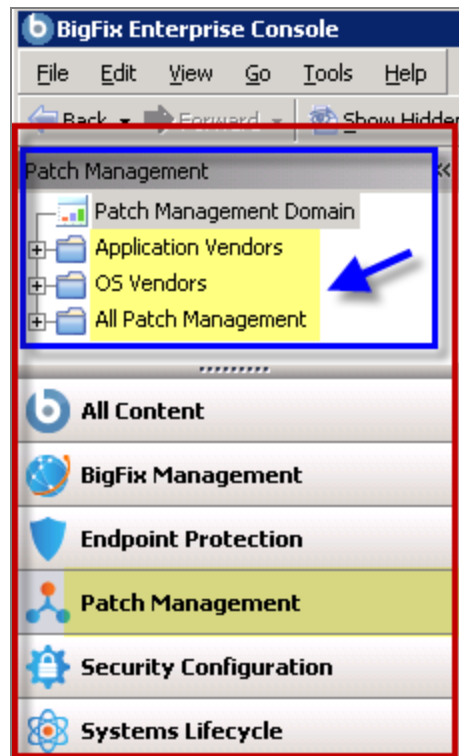 BigFix Enterprise Console
File Edit View Go Tools Help
Back Forward Show Hidden
Patch Management «
Patch Management Domain
Application Vendors
OS Vendors
All Patch Management
All Content
BigFix Management
Endpoint Protection
Patch Management
Security Configuration
Systems Lifecycle